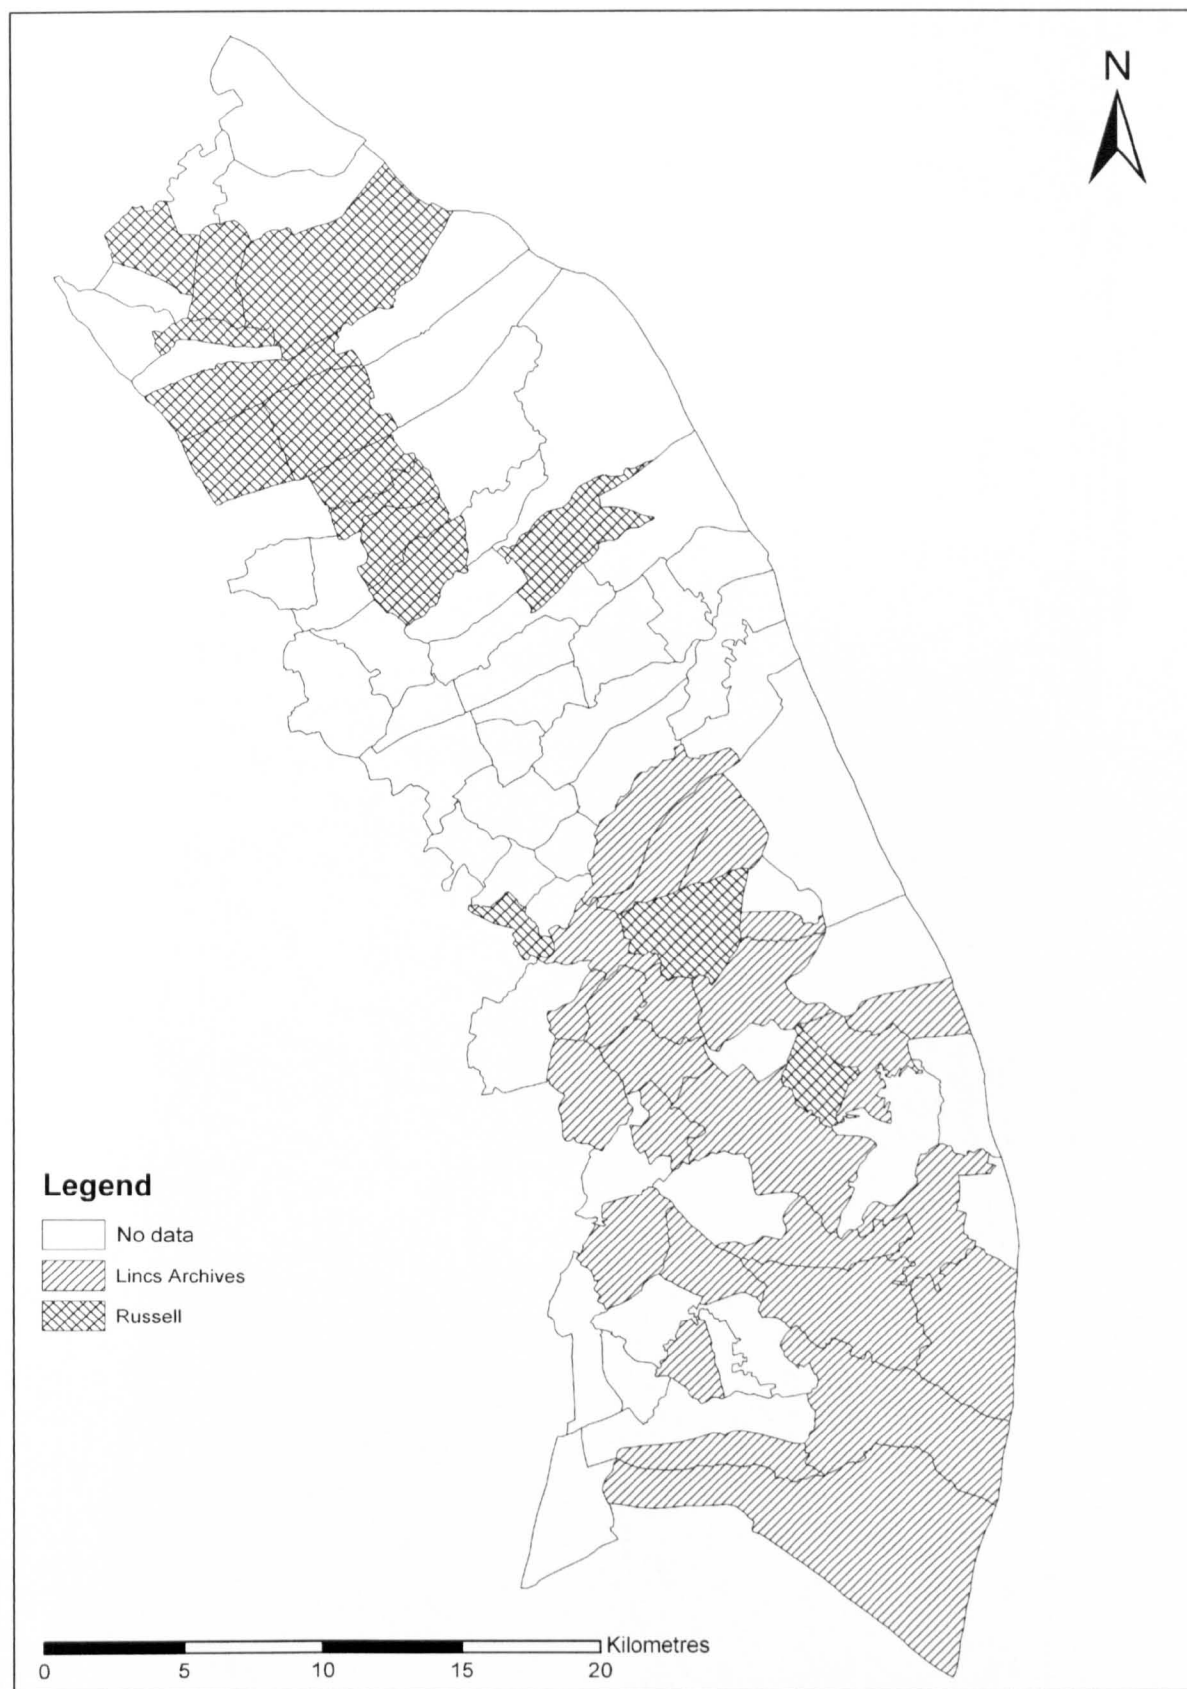 N
Legend
No data
Lincs Archives
Russell
Kilometres
0 5 10 15 20